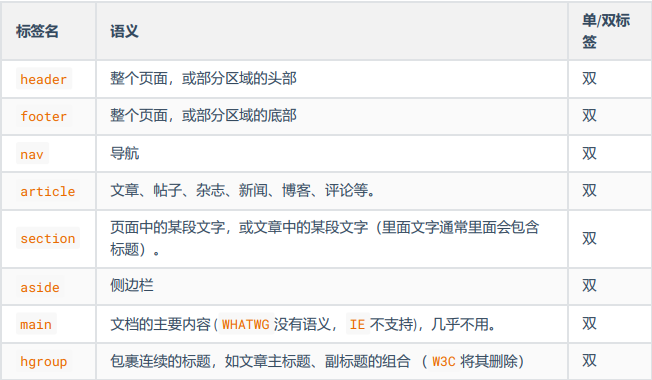 标签名 语义 单/双标
签
header 整个页面，或部分区域的头部 双
footer 整个页面，或部分区域的底部 双
nav 导航 双
article 文章、帖子、杂志、新闻、博客、评论等。 双
section 页面中的某段文字，或文章中的某段文字（里面文字通常里面会包含 双
标题）。
aside 侧边栏 双
main 文档的主要内容 ( WHATWG 没有语义， IE 不支持)，几乎不用。 双
hgroup 包裹连续的标题，如文章主标题、副标题的组合 （ W3C 将其删除） 双